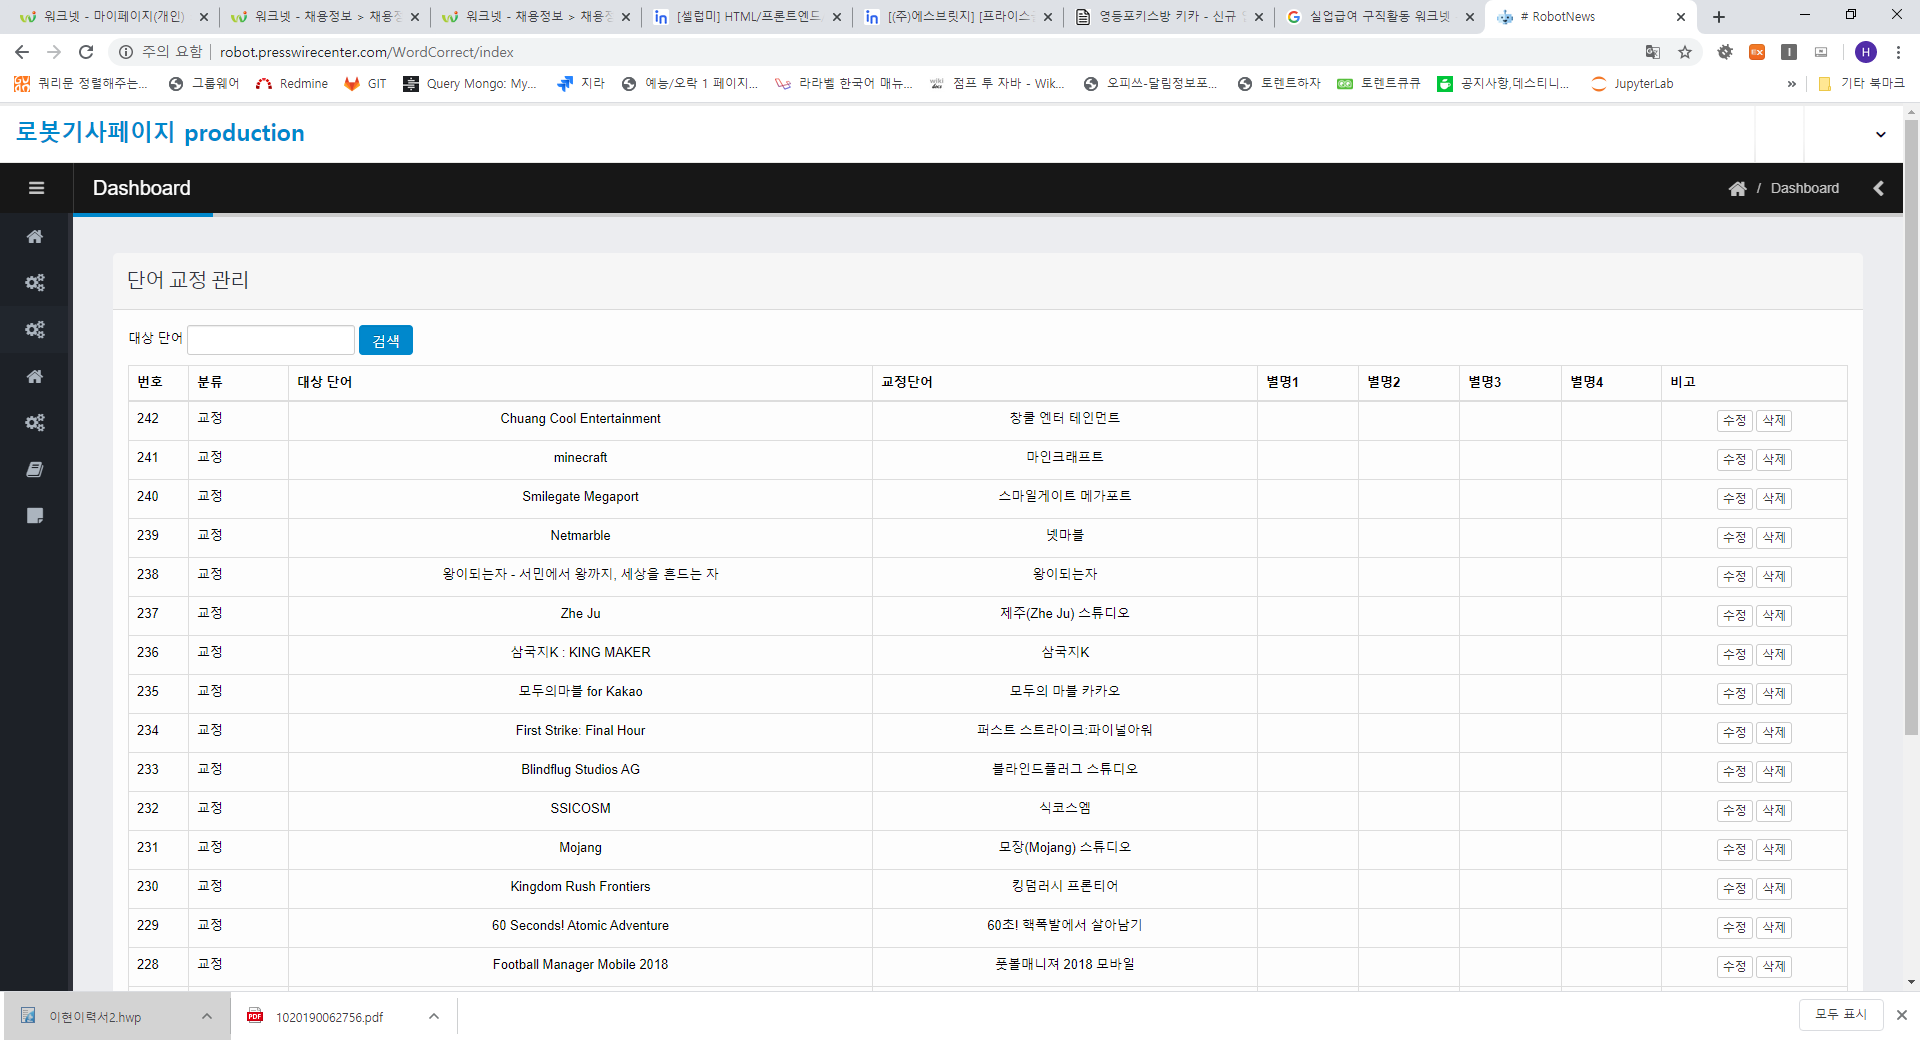 워크넷 - 마이페이지(개인)
워크넷 - 채용정보 > 채용정
워크넷 - 채용정보 > 채용정
[셀럽미] HTML/프론트엔드
[(주)에스브릿지] [프라이스
영등포키스방 키카 - 신규
실업급여 구직활동 워크넷
# RobotNews
주의 요함 robot.presswirecenter.com/WordCorrect/index
H
쿼리문 정렬해주는... 그룹웨어 Redmine GIT Query Mongo: My... 지라 예능/오락 1 페이지... 라라벨 한국어 매뉴... 점프 투 자바 - Wik... 오피쓰-달림정보포... 토렌트하자 토렌트큐큐 공지사항,데스티니... JupyterLab » 기타 북마크
로봇기사페이지 production
Dashboard / Dashboard
단어 교정 관리
대상 단어 검색
번호 분류 대상 단어 교정단어 별명1 별명2 별명3 별명4 비고
242 교정 Chuang Cool Entertainment 창쿨 엔터 테인먼트 수정 삭제
241 교정 minecraft 마인크래프트 수정 삭제
240 교정 Smilegate Megaport 스마일게이트 메가포트 수정 삭제
239 교정 Netmarble 넷마블 수정 삭제
238 교정 왕이되는자 - 서민에서 왕까지, 세상을 흔드는 자 왕이되는자 수정 삭제
237 교정 Zhe Ju 제주(Zhe Ju) 스튜디오 수정 삭제
236 교정 삼국지K : KING MAKER 삼국지K 수정 삭제
235 교정 모두의마블 for Kakao 모두의 마블 카카오 수정 삭제
234 교정 First Strike: Final Hour 퍼스트 스트라이크:파이널아워 수정 삭제
233 교정 Blindflug Studios AG 블라인드플러그 스튜디오 수정 삭제
232 교정 SSICOSM 식코스엠 수정 삭제
231 교정 Mojang 모장(Mojang) 스튜디오 수정 삭제
230 교정 Kingdom Rush Frontiers 킹덤러시 프론티어 수정 삭제
229 교정 60 Seconds! Atomic Adventure 60초! 핵폭발에서 살아남기 수정 삭제
228 교정 Football Manager Mobile 2018 풋볼매니져 2018 모바일 수정 삭제
이현이력서2.hwp 1020190062756.pdf 모두 표시